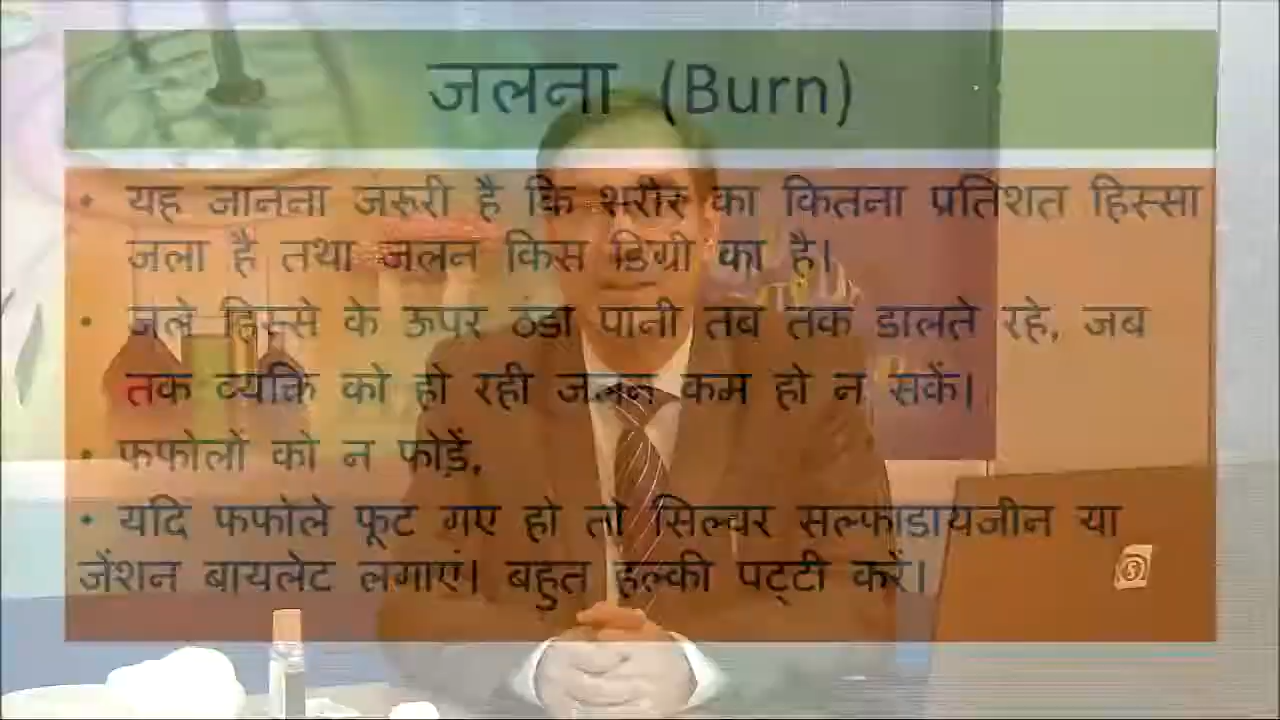 जलना (Burn)
• यह जानना जरुरी है कि शरीर का कितना प्रतिशत हिस्सा
जला है तथा जलन किस डिग्री का है।
• जले हिस्से के ऊपर ठंडा पानी तब तक डालते रहे, जब
तक व्यक्ति को हो रही जलन कम हो न सकें।
• फफोलों को न फोड़ें,
• यदि फफोले फूट गए हो तो सिल्वर सल्फाडायजीन या
जेंशन बायलेट लगाएं। बहुत हल्की पट्टी करें।